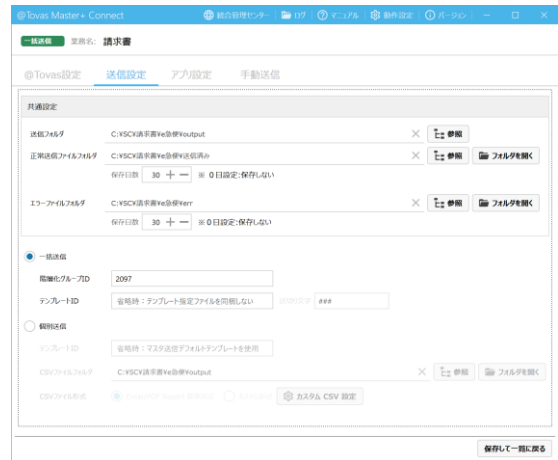 @Tovas Master+ Connect 統合管理センター ログ マニュアル 動作設定 バージョン
一括送信 業務名: 請求書
@Tovas設定 送信設定 アプリ設定 手動送信
共通設定
送信フォルダ C:¥SCV請求書¥e急便¥output 参照
正常送信ファイルフォルダ C:¥SCV請求書¥e急便¥送信済み 参照 フォルダを開く
保存日数 30 ※ 0 日設定:保存しない
エラーファイルフォルダ C:¥SCV請求書¥e急便¥err 参照 フォルダを開く
保存日数 30 ※ 0 日設定:保存しない
一括送信
階層化グループID 2097
テンプレートID 省略時：テンプレート指定ファイルを同梱しない ###
個別送信
テンプレートID 省略時：マスタ送信デフォルトテンプレートを使用
CSVファイルフォルダ C:¥SCV請求書¥e急便¥output 参照 フォルダを開く
CSVファイル形式 カスタム CSV 設定
保存して一覧に戻る